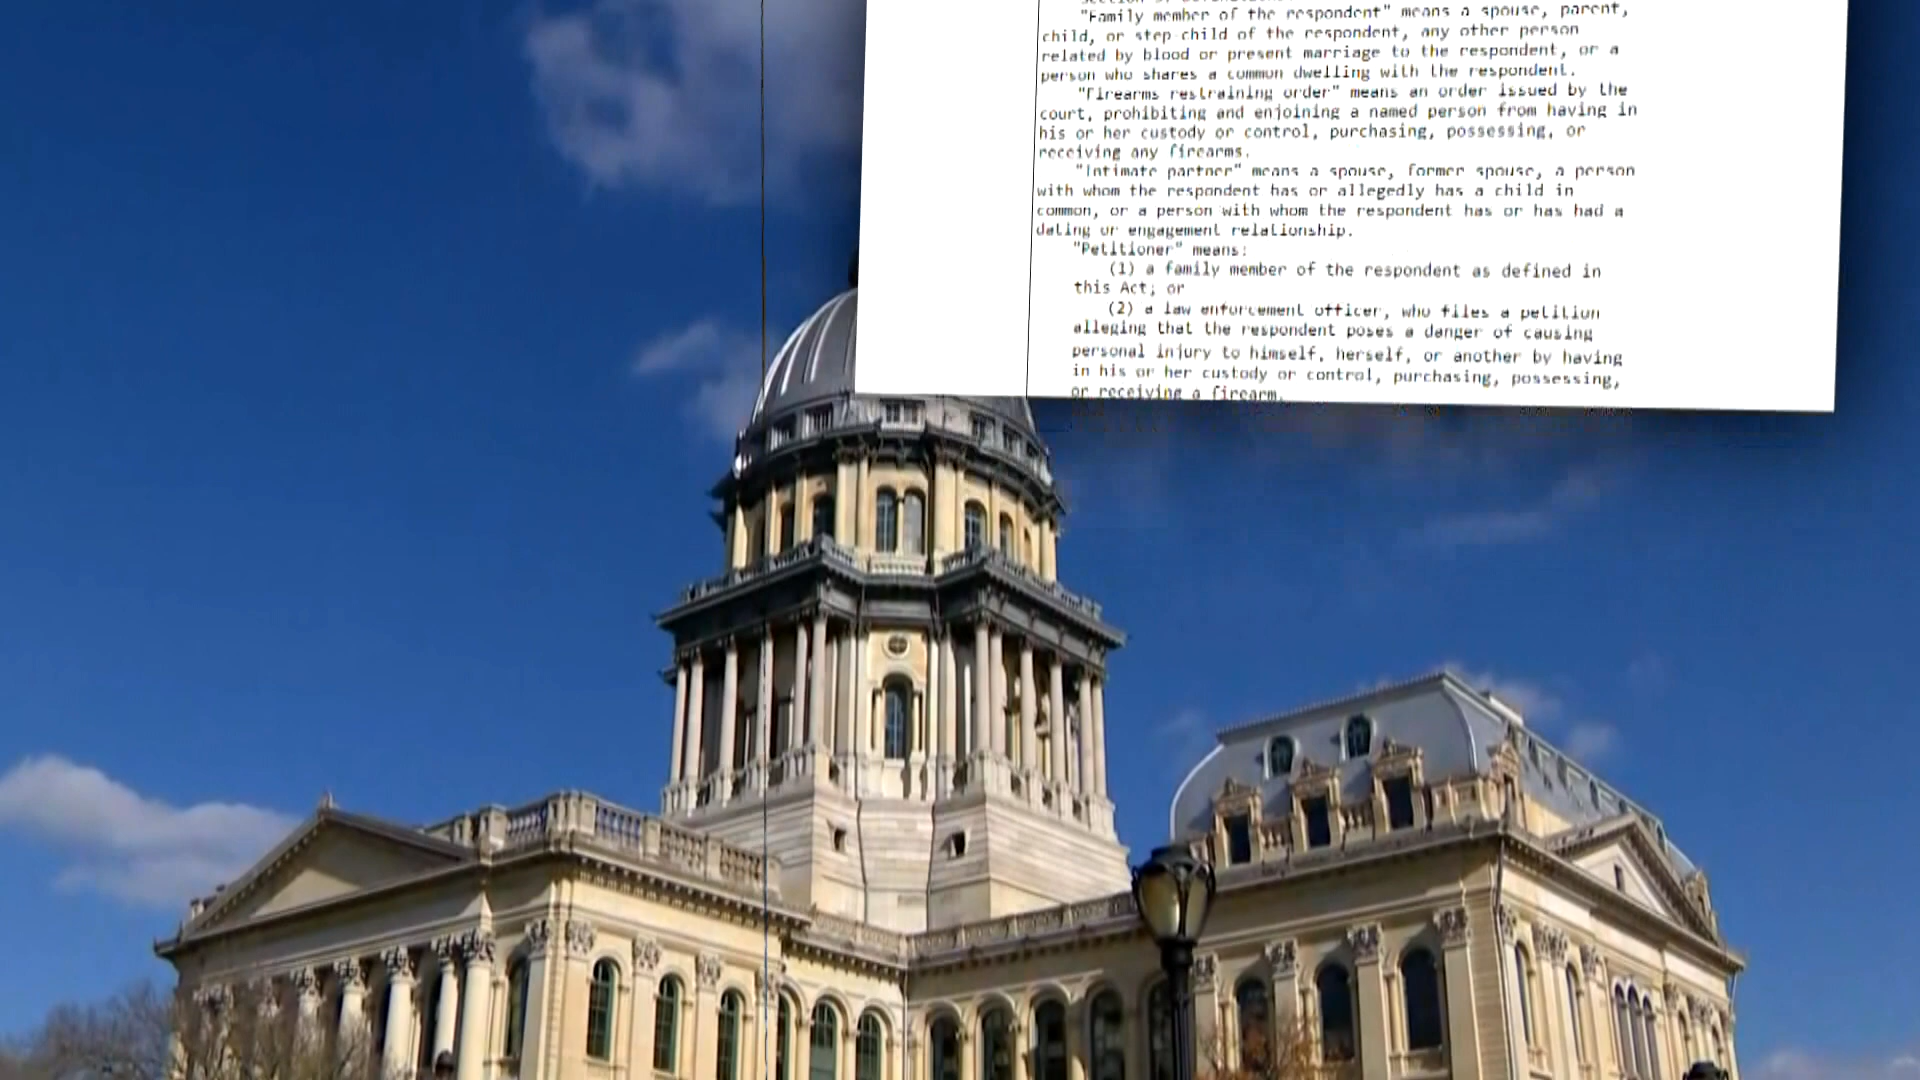 "Family member of the respondent" means a spouse, parent,
child, or step child of the respondent, any other person
related by blood or present marriage to the respondent, or a
person who shares a common dwelling with the respondent.
"Firearms restraining order" means an order issued by the
court, prohibiting and enjoining a named person from having in
his or her custody or control, purchasing, possessing, or
receiving any firearms.
"Intimate partner" means a spouse, former spouse, a person
with whom the respondent has or allegedly has a child in
common, or a person with whom the respondent has or has had a
dating or engagement relationship.
"Petitioner" means:
(1) a family member of the respondent as defined in
this Act; or
(2) a law enforcement officer, who files a petition
alleging that the respondent poses a danger of causing
personal injury to himself, herself, or another by having
in his or her custody or control, purchasing, possessing,
or receiving a firearm.